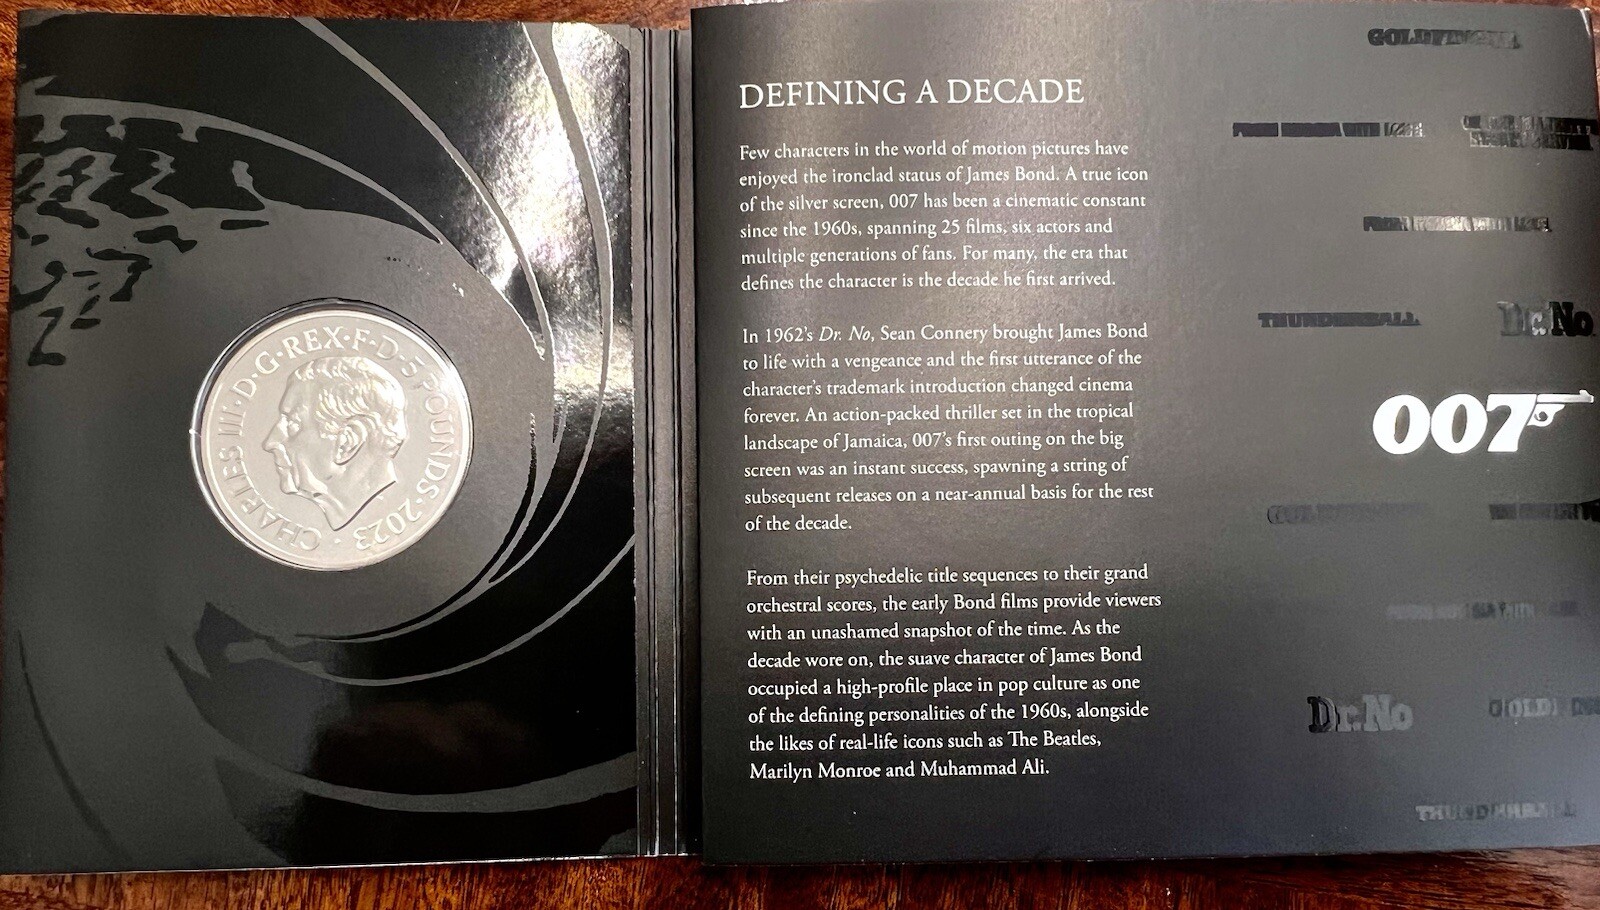 CHARLES III · D · G · REX · F · D · 5 POUNDS · 2023 ·
DEFINING A DECADE
Few characters in the world of motion pictures have
enjoyed the ironclad status of James Bond. A true icon
of the silver screen, 007 has been a cinematic constant
since the 1960s, spanning 25 films, six actors and
multiple generations of fans. For many, the era that
defines the character is the decade he first arrived.
In 1962's Dr. No, Sean Connery brought James Bond
to life with a vengeance and the first utterance of the
character's trademark introduction changed cinema
forever. An action-packed thriller set in the tropical
landscape of Jamaica, 007's first outing on the big
screen was an instant success, spawning a string of
subsequent releases on a near-annual basis for the rest
of the decade.
From their psychedelic title sequences to their grand
orchestral scores, the early Bond films provide viewers
with an unashamed snapshot of the time. As the
decade wore on, the suave character of James Bond
occupied a high-profile place in pop culture as one
of the defining personalities of the 1960s, alongside
the likes of real-life icons such as The Beatles,
Marilyn Monroe and Muhammad Ali.
GOLDFINGER
FROM RUSSIA WITH LOVE
FROM RUSSIA WITH LOVE
THUNDERBALL
Dr.No
007
Dr.No
THUNDERBALL